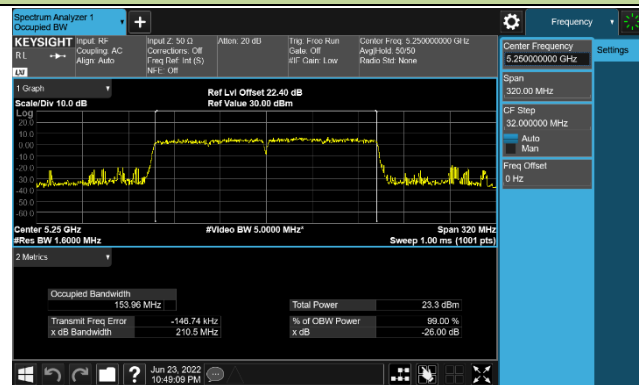 Spectrum Analyzer 1
Occupied BW
+
Frequency
KEYSIGHT
RL
LXI
Input: RF
Coupling: AC
Align: Auto
Input Z: 50 Ω
Corrections: Off
Freq Ref: Int (S)
NFE: Off
Atten: 20 dB
Trig: Free Run
Gate: Off
#IF Gain: Low
Center Freq: 5.250000000 GHz
Avg|Hold: 50/50
Radio Std: None
Center Frequency
5.250000000 GHz
Settings
Span
320.00 MHz
CF Step
32.000000 MHz
Auto
Man
Freq Offset
0 Hz
1 Graph
Scale/Div 10.0 dB
Ref Lvl Offset 22.40 dB
Ref Value 30.00 dBm
Log
20.0
10.0
0.00
-10.0
-20.0
-30.0
-40.0
-50.0
-60.0
Center 5.25 GHz
#Res BW 1.6000 MHz
#Video BW 5.0000 MHz*
Span 320 MHz
Sweep 1.00 ms (1001 pts)
2 Metrics
Occupied Bandwidth
153.96 MHz
Total Power 23.3 dBm
Transmit Freq Error -146.74 kHz
% of OBW Power 99.00 %
x dB Bandwidth 210.5 MHz
x dB -26.00 dB
?
Jun 23, 2022
10:49:09 PM